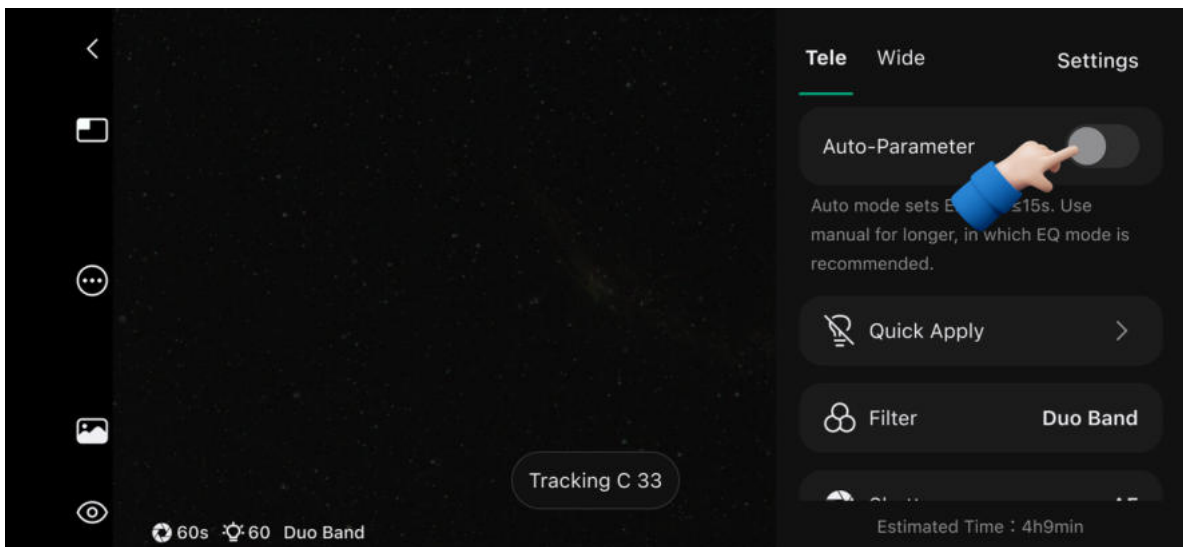 Tele Wide Settings
Auto-Parameter
Auto mode sets ≤15s. Use
manual for longer, in which EQ mode is
recommended.
Quick Apply
Filter Duo Band
Tracking C 33
60s 60 Duo Band
Estimated Time : 4h9min